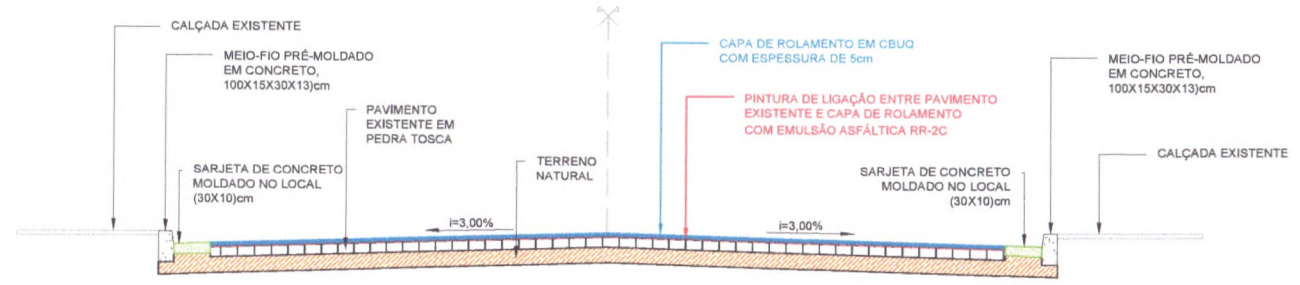 CALÇADA EXISTENTE
MEIO-FIO PRÉ-MOLDADO
EM CONCRETO,
100X15X30X13)cm
PAVIMENTO
EXISTENTE EM
PEDRA TOSCA
SARJETA DE CONCRETO
MOLDADO NO LOCAL
(30X10)cm
TERRENO
NATURAL
i=3,00%
CAPA DE ROLAMENTO EM CBUQ
COM ESPESSURA DE 5cm
PINTURA DE LIGAÇÃO ENTRE PAVIMENTO
EXISTENTE E CAPA DE ROLAMENTO
COM EMULSÃO ASFÁLTICA RR-2C
i=3,00%
MEIO-FIO PRÉ-MOLDADO
EM CONCRETO,
100X15X30X13)cm
CALÇADA EXISTENTE
SARJETA DE CONCRETO
MOLDADO NO LOCAL
(30X10)cm